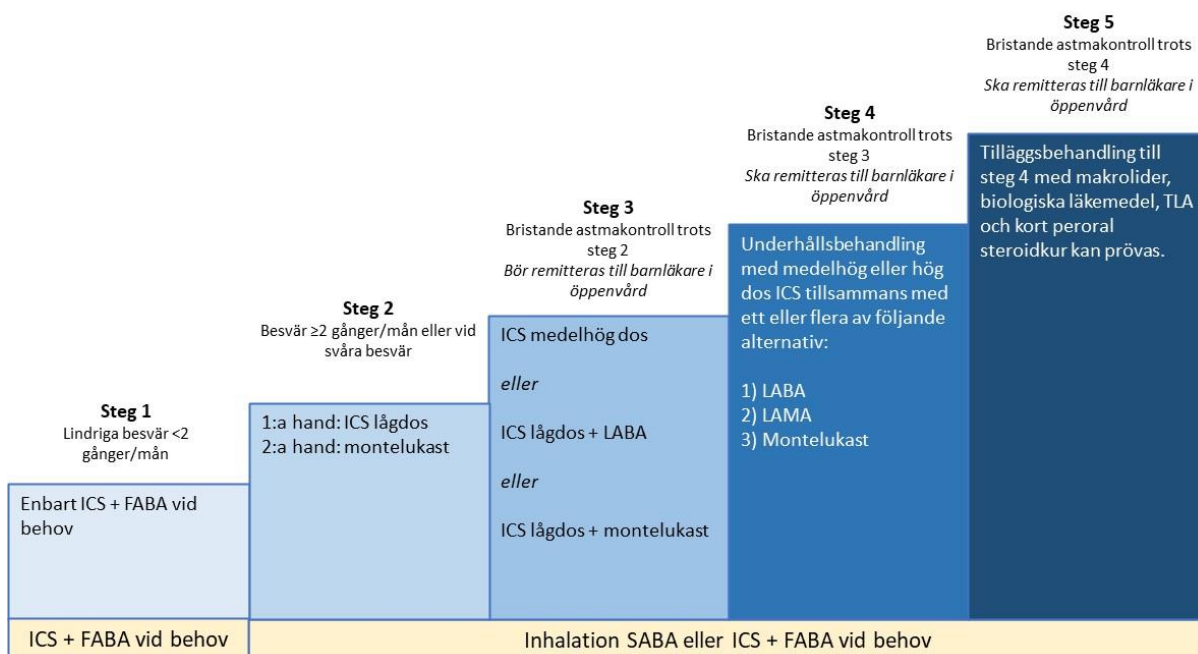 Steg 1
Lindriga besvär <2
gånger/mån
Enbart ICS + FABA vid
behov
Steg 2
Besvär ≥2 gånger/mån eller vid
svåra besvär
1:a hand: ICS lågdos
2:a hand: montelukast
Steg 3
Bristande astmakontroll trots
steg 2
Bör remitteras till barnläkare i
öppenvård
ICS medelhög dos
eller
ICS lågdos + LABA
eller
ICS lågdos + montelukast
Steg 4
Bristande astmakontroll trots
steg 3
Ska remitteras till barnläkare i
öppenvård
Underhållsbehandling
med medelhög eller hög
dos ICS tillsammans med
ett eller flera av följande
alternativ:
1) LABA
2) LAMA
3) Montelukast
Steg 5
Bristande astmakontroll trots
steg 4
Ska remitteras till barnläkare i
öppenvård
Tilläggsbehandling till
steg 4 med makrolider,
biologiska läkemedel, TLA
och kort peroral
steroidkur kan prövas.
ICS + FABA vid behov
Inhalation SABA eller ICS + FABA vid behov